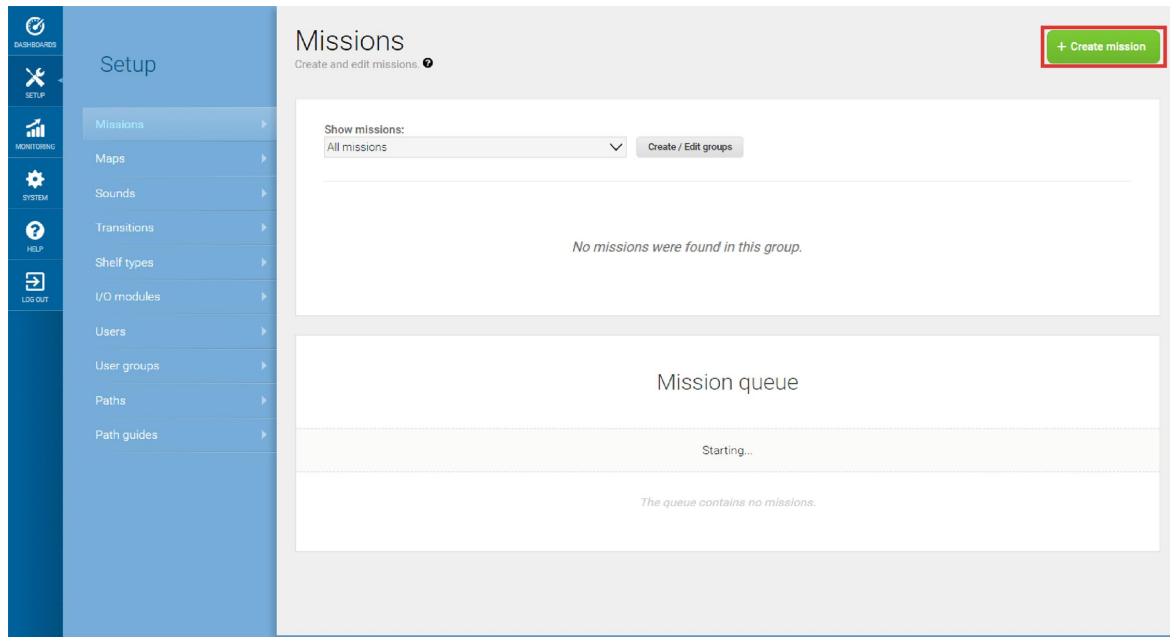 DASHBOARDS
SETUP
MONITORING
SYSTEM
HELP
LOG OUT
Setup
Missions
Maps
Sounds
Transitions
Shelf types
I/O modules
Users
User groups
Paths
Path guides
Missions
Create and edit missions.
+ Create mission
Show missions:
All missions
Create / Edit groups
No missions were found in this group.
Mission queue
Starting...
The queue contains no missions.